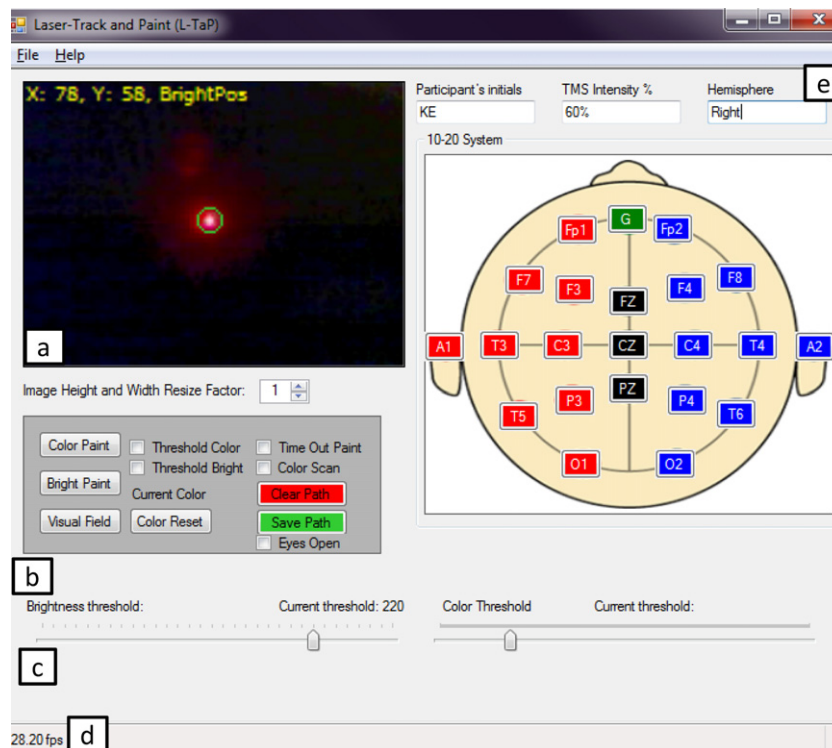 Laser-Track and Paint (L-TaP)
File Help
X: 78, Y: 58, BrightPos
a
Participant's initials TMS Intensity % Hemisphere
e
KE 60% Right
10-20 System
G
Fp1 Fp2
F7 F3 FZ F4 F8
A1 T3 C3 CZ C4 T4 A2
T5 P3 PZ P4 T6
O1 O2
Image Height and Width Resize Factor: 1
Color Paint Threshold Color Time Out Paint
Threshold Bright Color Scan
Bright Paint Current Color Clear Path
Visual Field Color Reset Save Path
Eyes Open
b
Brightness threshold: Current threshold: 220 Color Threshold Current threshold:
c
28.20 fps d